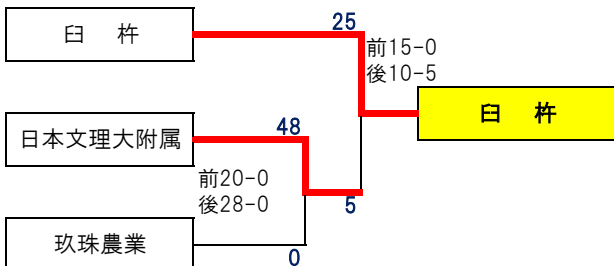 臼 杵
25
前15-0
後10-5
臼 杵
日本文理大附属
48
前20-0
後28-0
5
玖珠農業
0